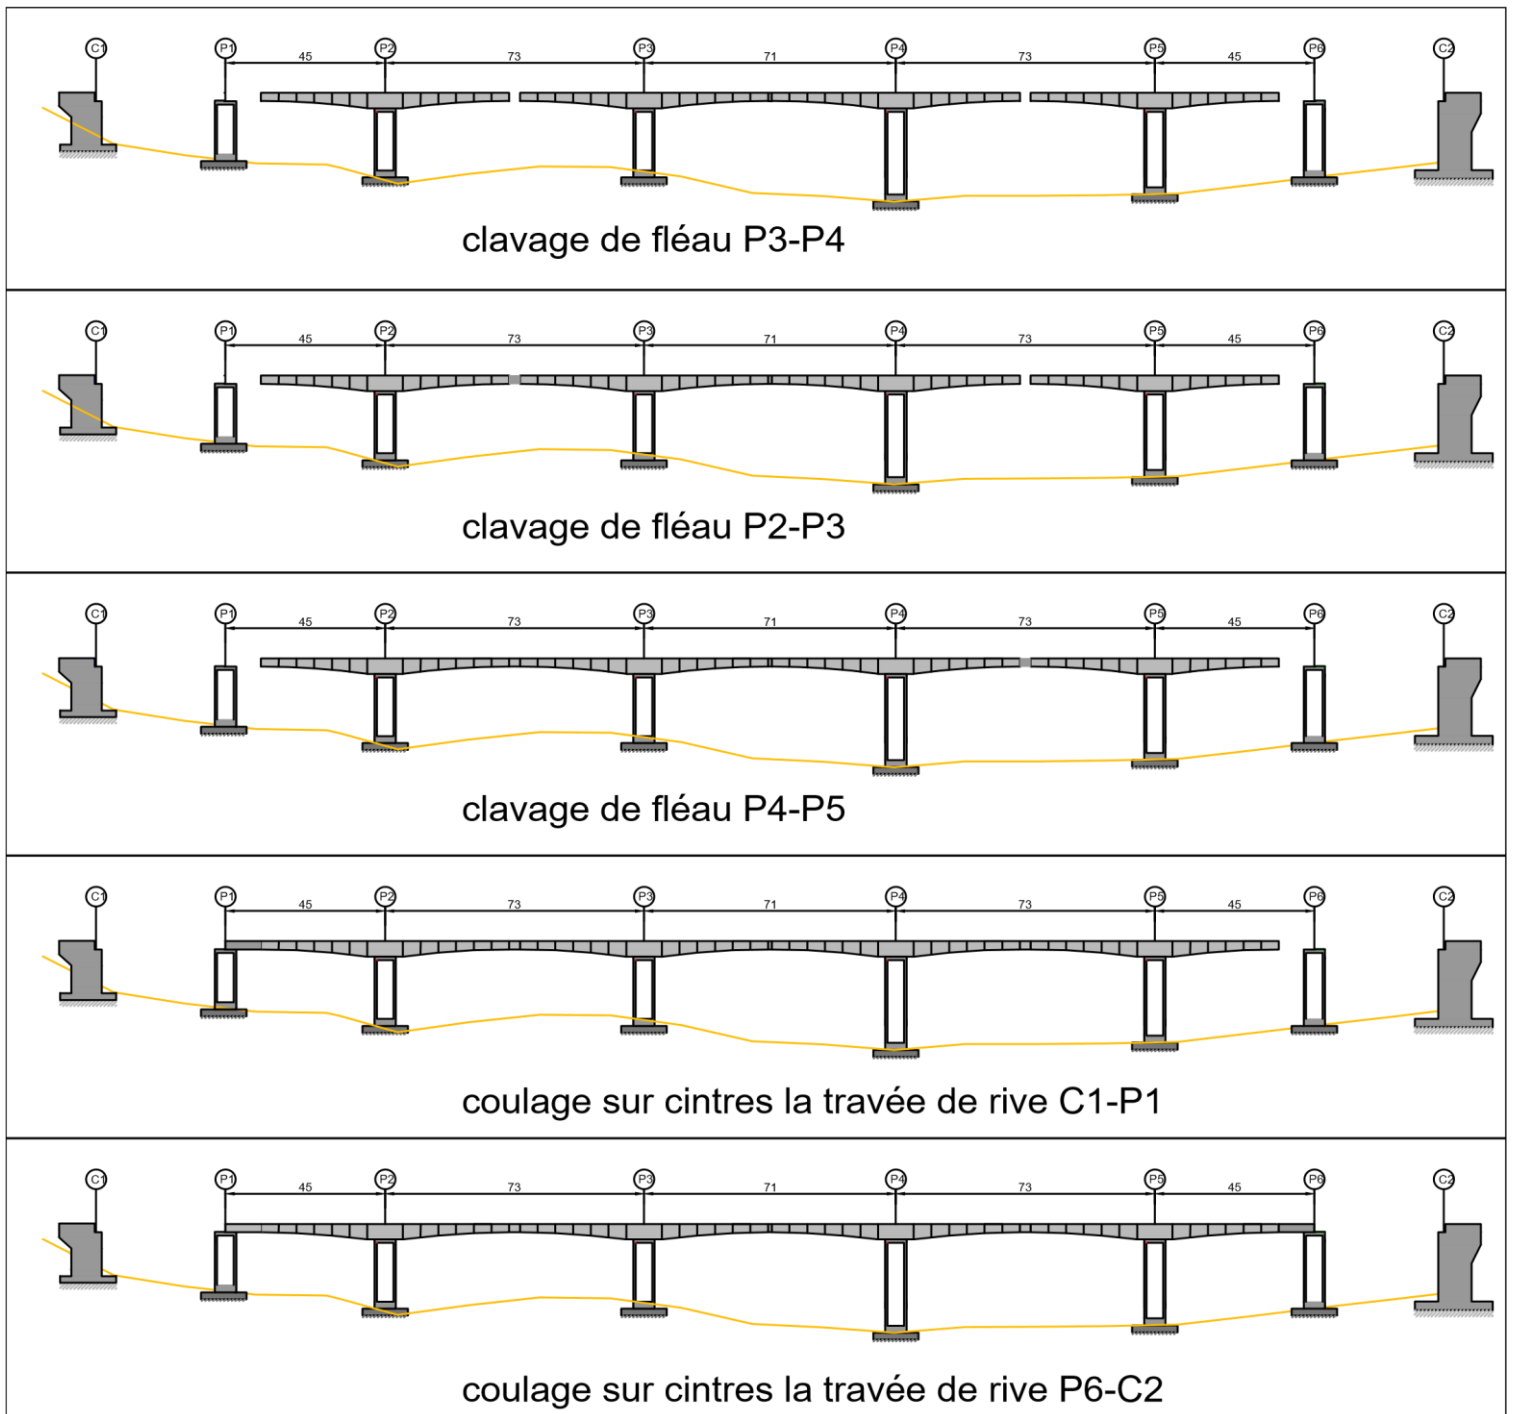 C1 P1 P2 P3 P4 P5 P6 C2
45 73 71 73 45
clavage de fléau P3-P4
C1 P1 P2 P3 P4 P5 P6 C2
45 73 71 73 45
clavage de fléau P2-P3
C1 P1 P2 P3 P4 P5 P6 C2
45 73 71 73 45
clavage de fléau P4-P5
C1 P1 P2 P3 P4 P5 P6 C2
45 73 71 73 45
coulage sur cintres la travée de rive C1-P1
C1 P1 P2 P3 P4 P5 P6 C2
45 73 71 73 45
coulage sur cintres la travée de rive P6-C2